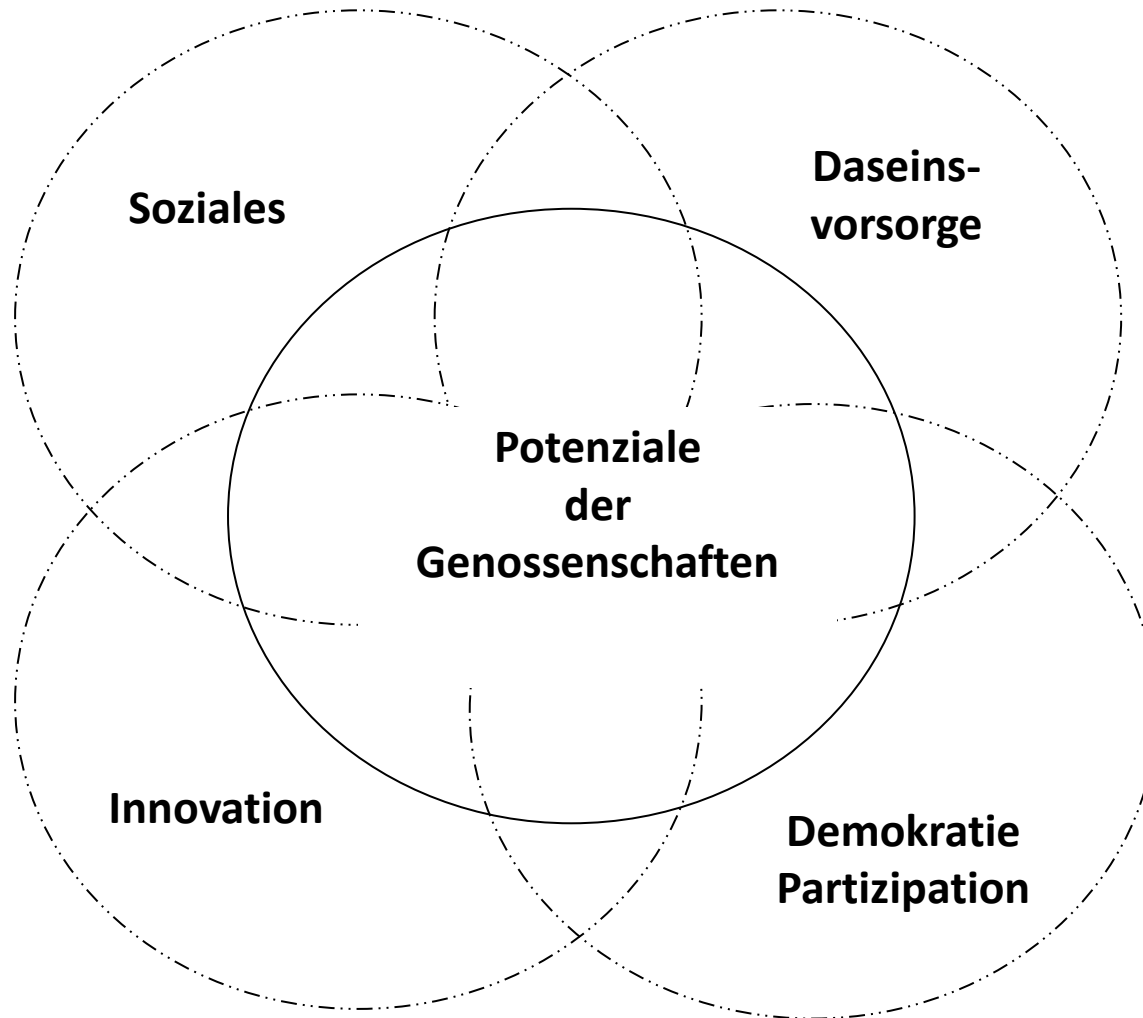 Soziales
Daseins-
vorsorge
Potenziale
der
Genossenschaften
Innovation
Demokratie
Partizipation